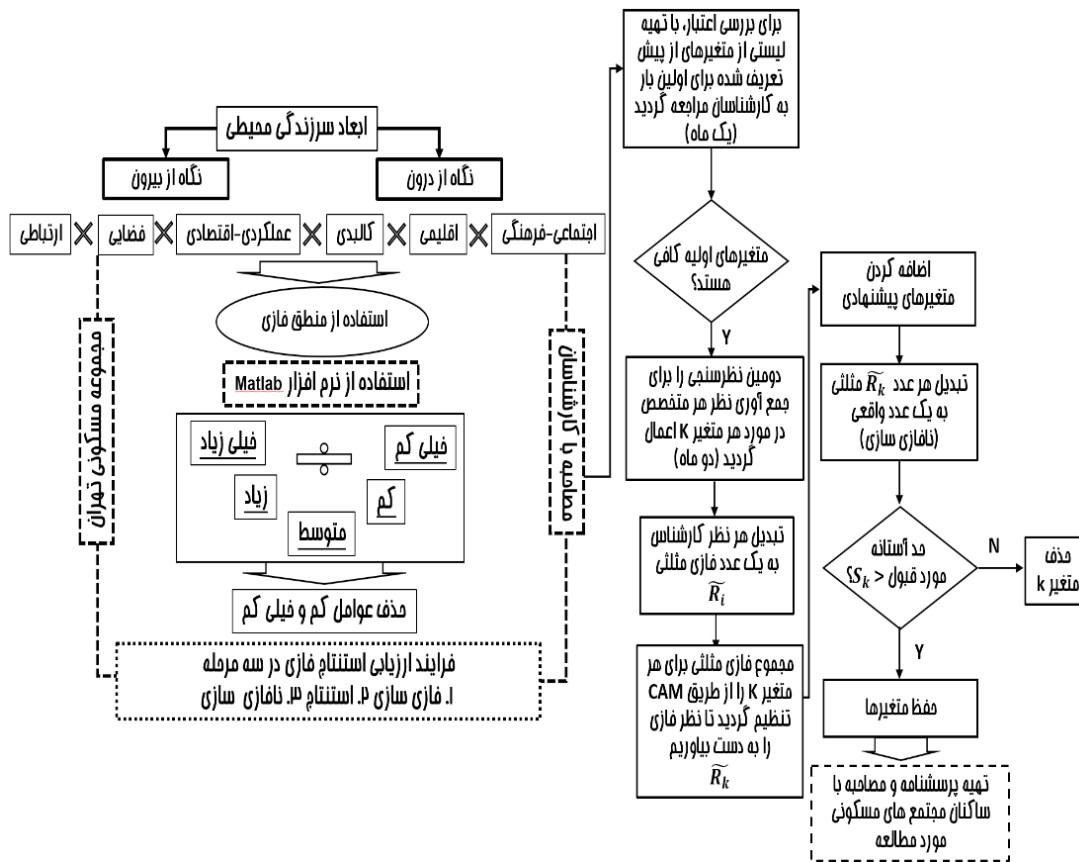 ابعاد سرزندگی محیطی
نگاه از درون
نگاه از بیرون
اجتماعی-فرهنگی
اقلیمی
کالبدی
عملکردی-اقتصادی
فضایی
ارتباطی
استفاده از منطق فازی
استفاده از نرم افزار Matlab
خیلی کم
خیلی زیاد
کم
زیاد
متوسط
حذف عوامل کم و خیلی کم
مجموعه مسکونی تهران
مصاحبه با کارشناسان
فرایند ارزیابی استنتاج فازی در سه مرحله
۱. فازی سازی ۲. استنتاج ۳. نافازی سازی
برای بررسی اعتبار، با تهیه
لیستی از متغیرهای از پیش
تعریف شده برای اولین بار
به کارشناسان مراجعه گردید
(یک ماه)
متغیرهای اولیه کافی
هستد؟
Y
دومین نظرسنجی را برای
جمع آوری نظر هر متخصص
در مورد هر متغیر K اعمال
گردید (دو ماه)
تبدیل هر نظر کارشناس
به یک عدد فازی مثلثی
R̃ᵢ
مجموع فازی مثلثی برای هر
متغیر K را از طریق CAM
تنظیم گردید تا نظر فازی
را به دست بیاوریم
R̃ₖ
اضافه کردن
متغیرهای پیشنهادی
تبدیل هر عدد R̃ₖ مثلثی
به یک عدد واقعی
(نافازی سازی)
حد آستانه
مورد قبول < Sₖ؟
N
حذف
متغیر k
Y
حفظ متغیرها
تهیه پرسشنامه و مصاحبه با
ساکنان مجتمع های مسکونی
مورد مطالعه